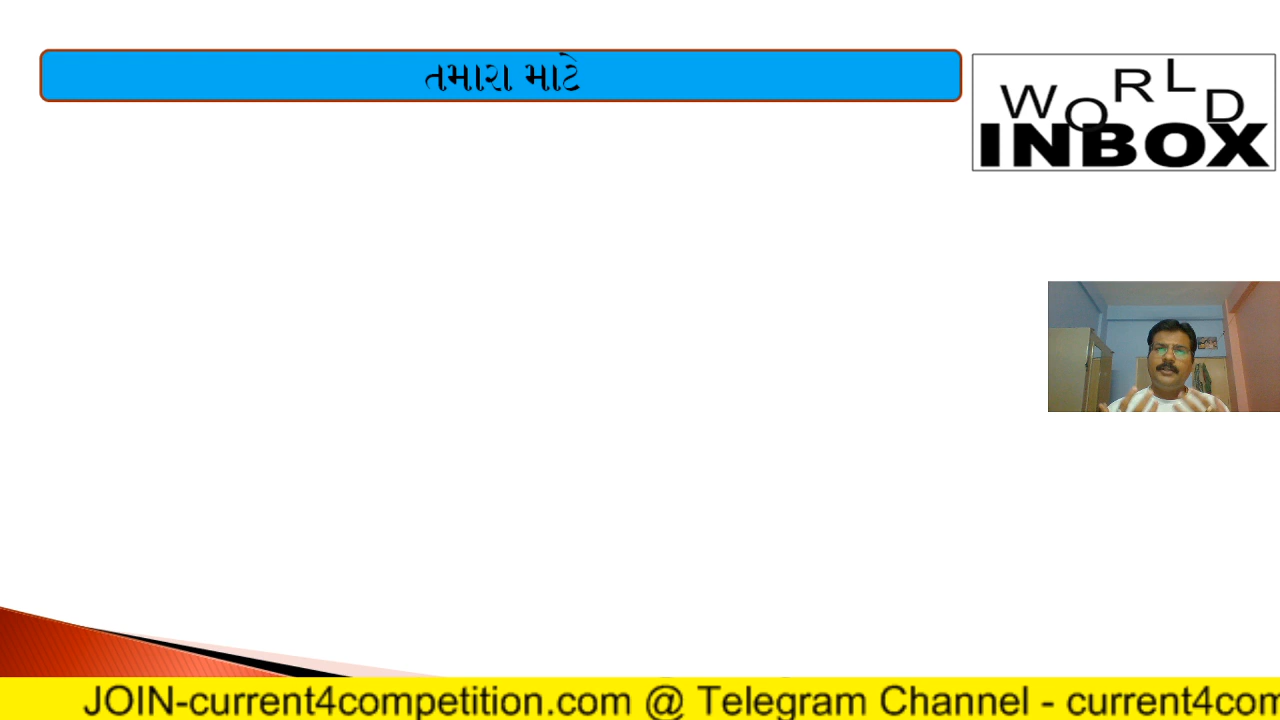 તમારા માટે
WORLD
INBOX
JOIN-current4competition.com @ Telegram Channel - current4com